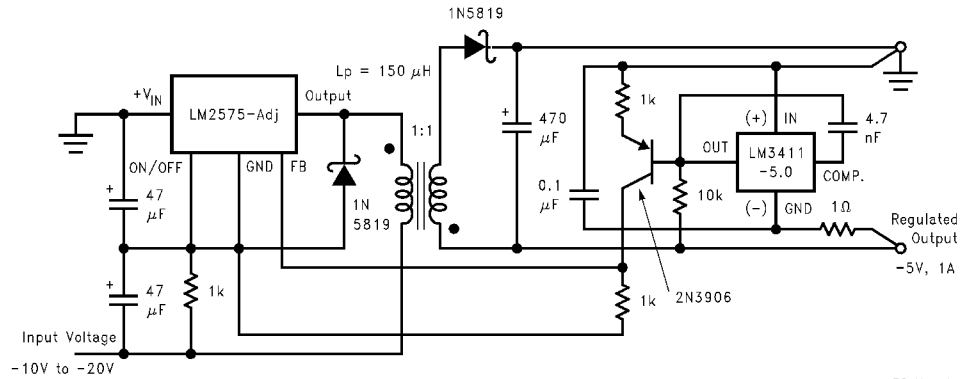 1N5819
Lp = 150 μH
+VIN
LM2575-Adj
Output
1:1
ON/OFF
GND
FB
47
μF
1N
5819
47
μF
1k
Input Voltage
-10V to -20V
+
+
+
470
μF
0.1
μF
1k
OUT
(+) IN
LM3411
-5.0
(-) GND
4.7
nF
COMP.
10k
1Ω
Regulated
Output
-5V, 1A
2N3906
1k